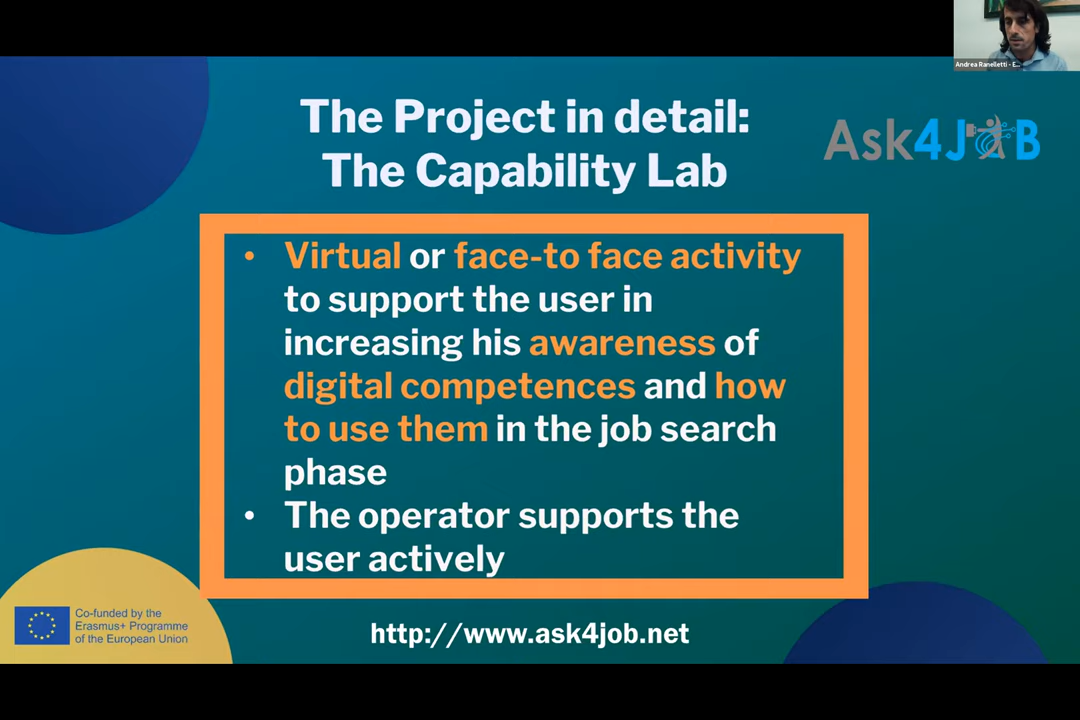 Andrea Ranelletti - E...
The Project in detail:
The Capability Lab
Ask4JOB
• Virtual or face-to face activity
to support the user in
increasing his awareness of
digital competences and how
to use them in the job search
phase
• The operator supports the
user actively
Co-funded by the
Erasmus+ Programme
of the European Union
http://www.ask4job.net